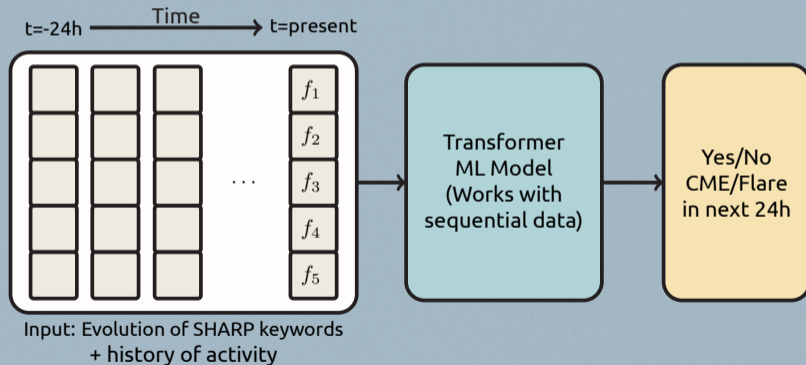 t=-24h Time t=present
f₁
f₂
f₃
f₄
f₅
...
Transformer
ML Model
(Works with
sequential data)
Yes/No
CME/Flare
in next 24h
Input: Evolution of SHARP keywords
+ history of activity